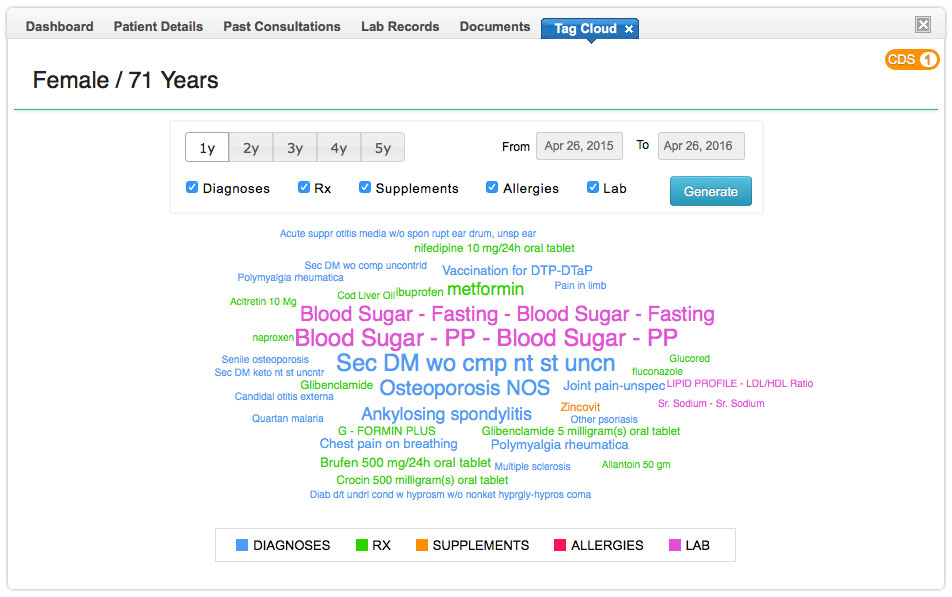 Dashboard Patient Details Past Consultations Lab Records Documents Tag Cloud ×
CDS 1
Female / 71 Years
1y 2y 3y 4y 5y From Apr 26, 2015 To Apr 26, 2016
Diagnoses Rx Supplements Allergies Lab Generate
Acute suppr otitis media w/o spon rupt ear drum, unsp ear
nifedipine 10 mg/24h oral tablet
Sec DM wo comp uncontrld Vaccination for DTP-DTaP
Polymyalgia rheumatica Pain in limb
Acitretin 10 Mg Cod Liver Oil ibuprofen metformin
Blood Sugar - Fasting - Blood Sugar - Fasting
naproxen Blood Sugar - PP - Blood Sugar - PP
Senile osteoporosis Sec DM wo cmp nt st uncn Glucored
Sec DM keto nt st uncntr fluconazole
Glibenclamide Osteoporosis NOS Joint pain-unspec LIPID PROFILE - LDL/HDL Ratio
Candidal otitis externa Zincovit Sr. Sodium - Sr. Sodium
Quartan malaria Ankylosing spondylitis Other psoriasis
G - FORMIN PLUS Glibenclamide 5 milligram(s) oral tablet
Chest pain on breathing Polymyalgia rheumatica
Brufen 500 mg/24h oral tablet Multiple sclerosis Allantoin 50 gm
Crocin 500 milligram(s) oral tablet
Diab d/t undrl cond w hyprosm w/o nonket hyprgly-hypros coma
DIAGNOSES RX SUPPLEMENTS ALLERGIES LAB